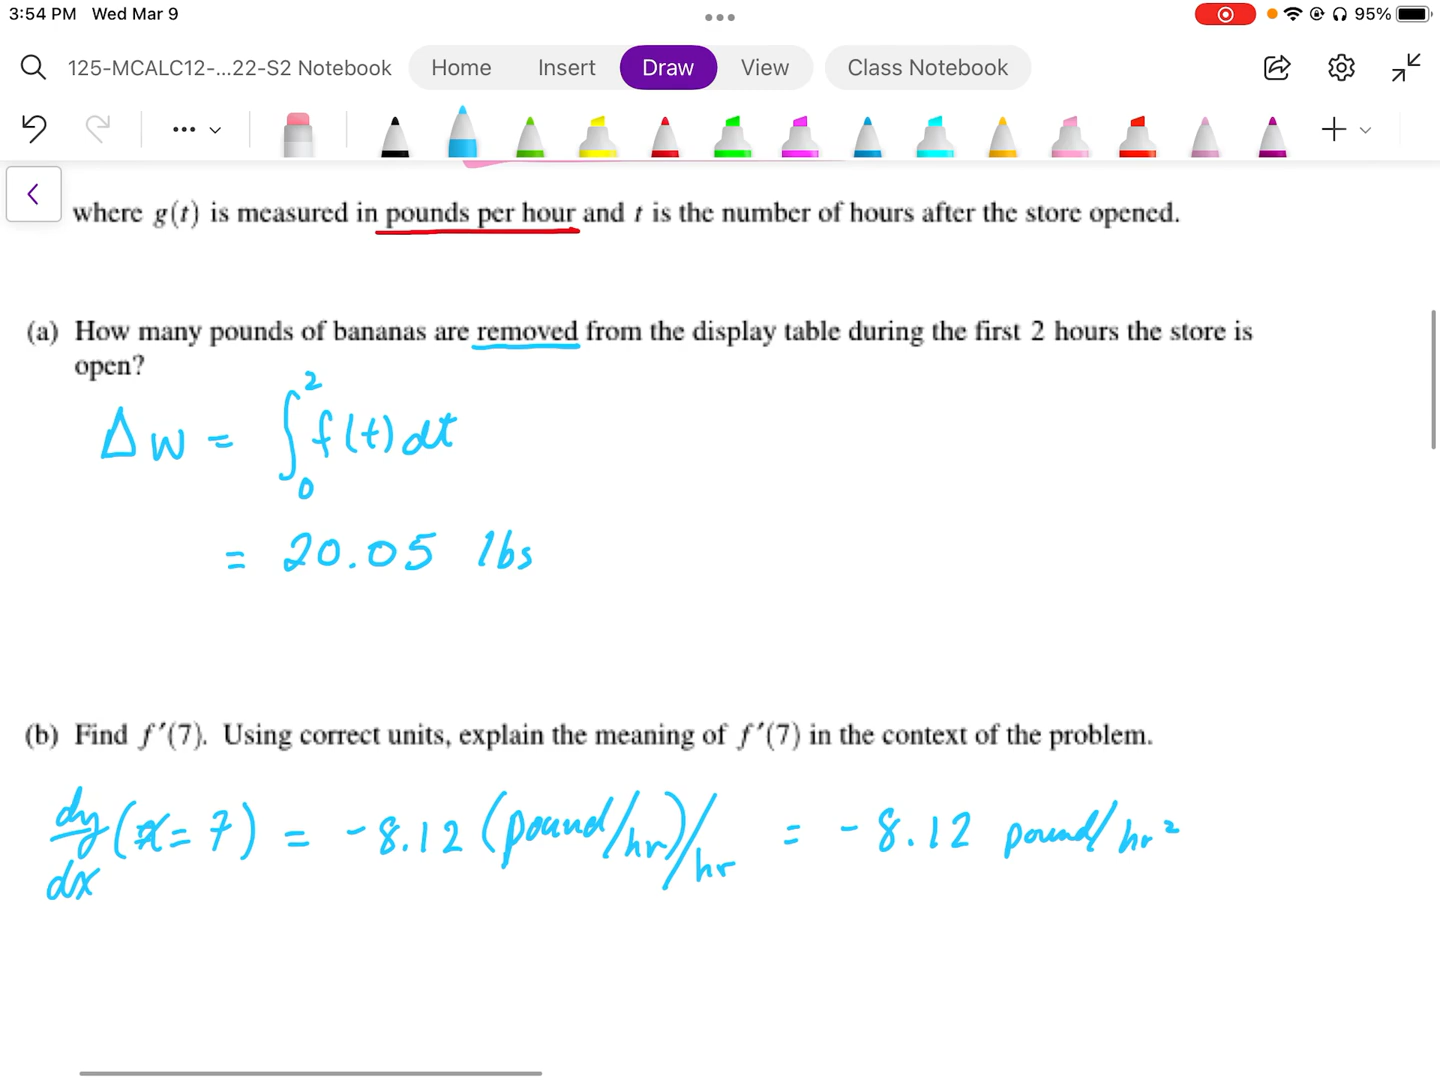 3:54 PM Wed Mar 9 95%
125-MCALC12-...22-S2 Notebook Home Insert Draw View Class Notebook
where g(t) is measured in pounds per hour and t is the number of hours after the store opened.
(a) How many pounds of bananas are removed from the display table during the first 2 hours the store is
open?
Δw = ∫₀² f(t)dt
= 20.05 lbs
(b) Find f′(7). Using correct units, explain the meaning of f′(7) in the context of the problem.
dy/dx (x=7) = -8.12 (pound/hr)/hr = -8.12 pound/hr²